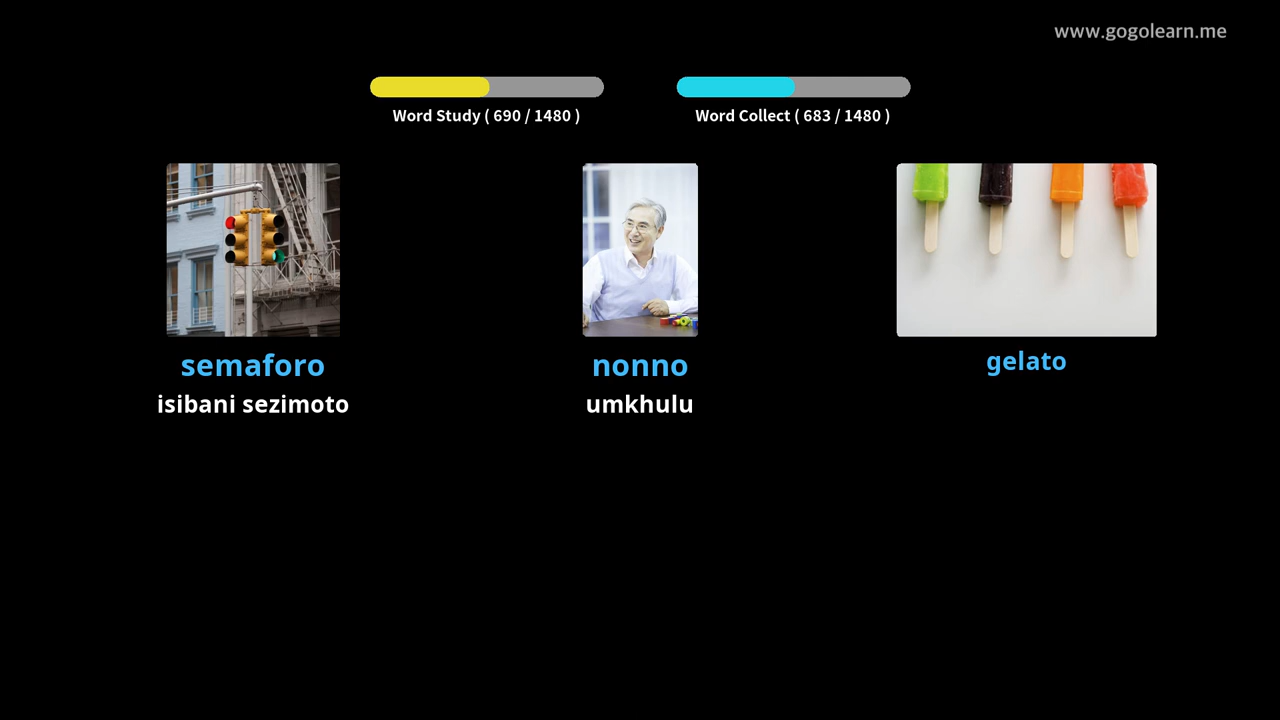 www.gogolearn.me
Word Study ( 690 / 1480 )
Word Collect ( 683 / 1480 )
semaforo
isibani sezimoto
nonno
umkhulu
gelato